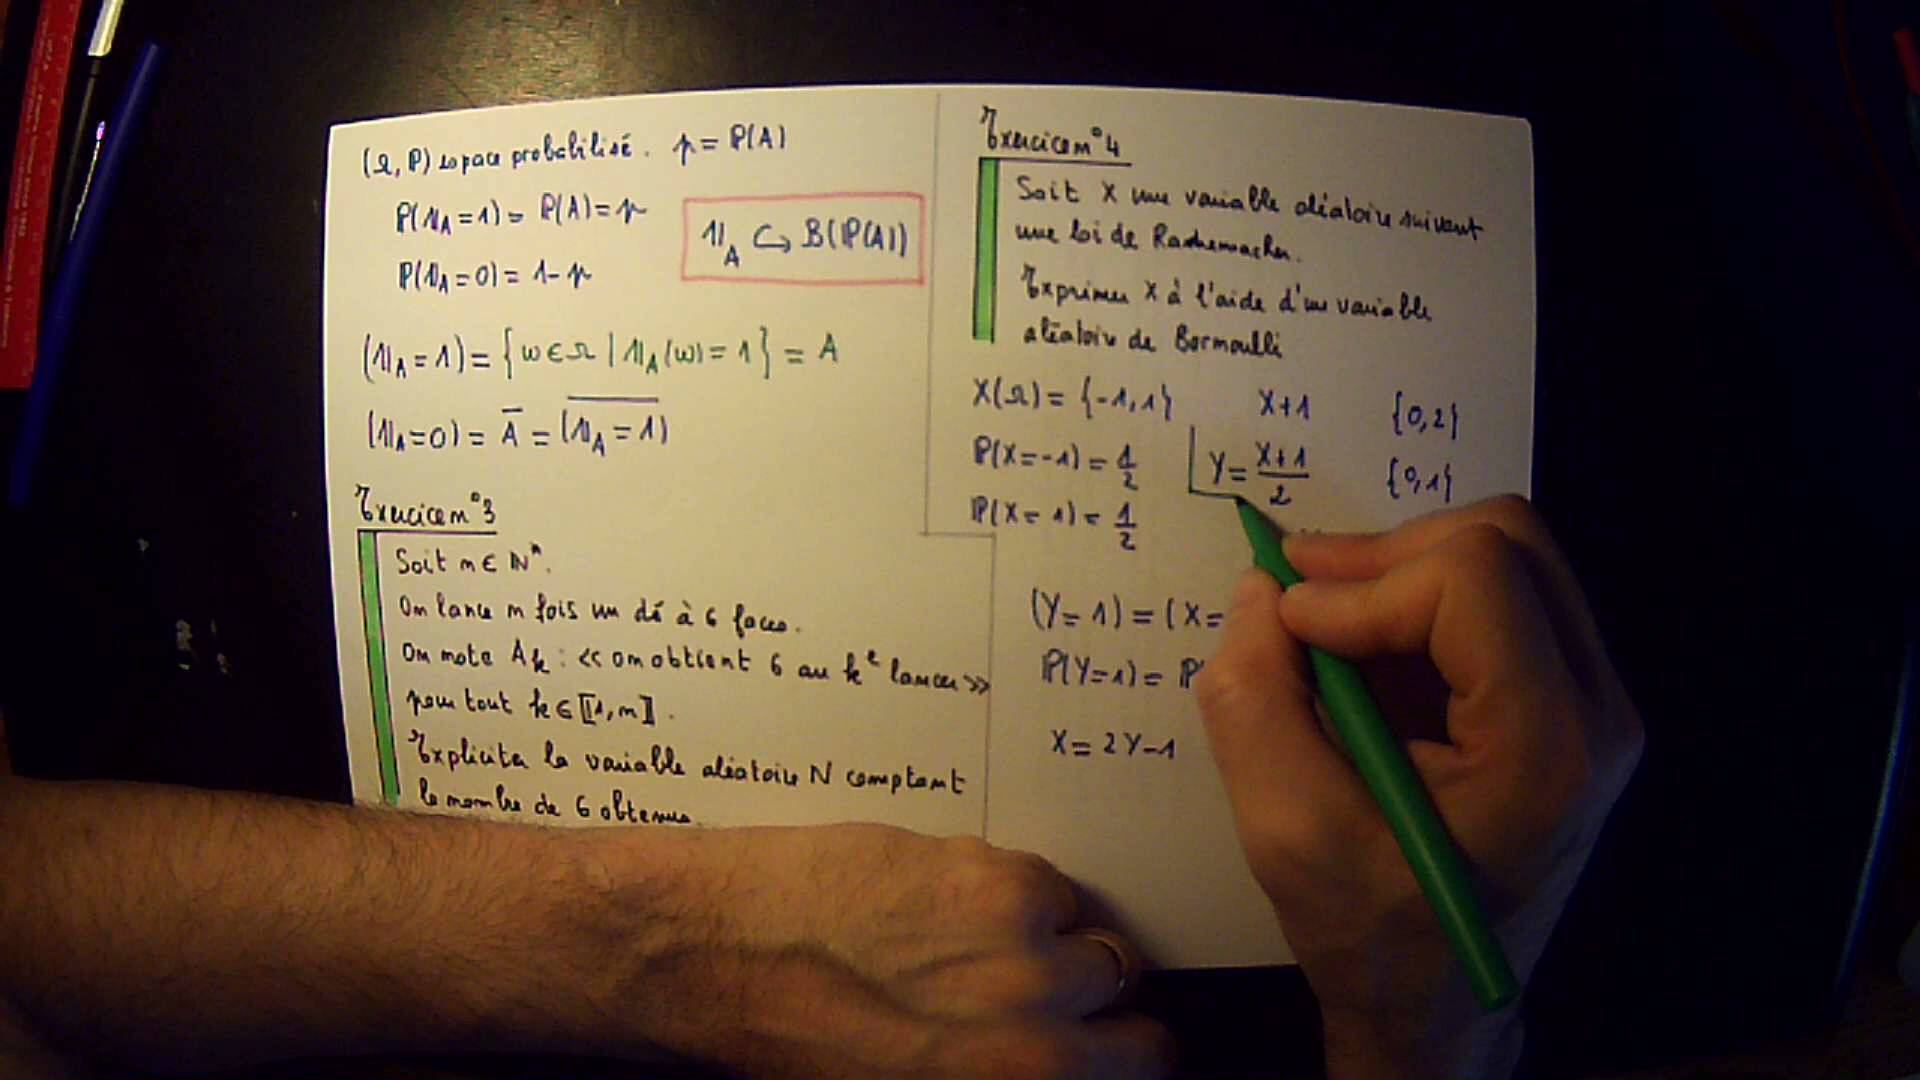 (Ω, P) espace probabilisé. p = P(A)
P(𝟙_A = 1) = P(A) = p
𝟙_A ↪ B(P(A))
P(𝟙_A = 0) = 1 - p
(𝟙_A = 1) = {ω ∈ Ω | 𝟙_A(ω) = 1} = A
(𝟙_A = 0) = A̅ = \overline{(𝟙_A = 1)}
Exercice n°3
Soit n ∈ ℕ*.
On lance n fois un dé à 6 faces.
On note A_k : << on obtient 6 au k^e lancer >>
pour tout k ∈ ⟦1, n⟧.
Expliciter la variable aléatoire N comptant
le nombre de 6 obtenus.
Exercice n°4
Soit X une variable aléatoire suivant
une loi de Rademacher.
Exprimer X à l'aide d'une variable
aléatoire de Bernoulli
X(Ω) = {-1, 1} X+1 {0, 2}
P(X = -1) = 1/2 Y = (X+1)/2 {0, 1}
P(X = 1) = 1/2
(Y = 1) = (X =
P(Y = 1) = P
X = 2Y - 1